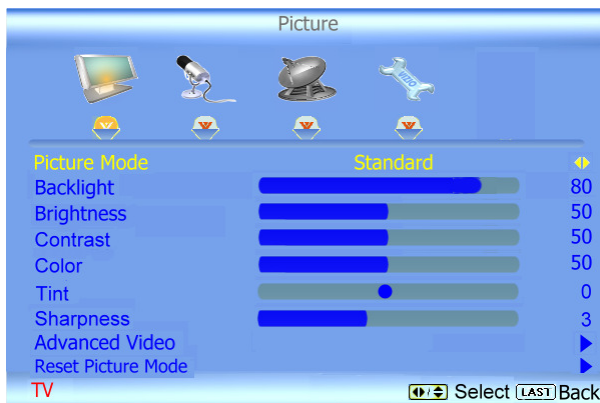 Picture
VIZIO
Picture Mode Standard
Backlight 80
Brightness 50
Contrast 50
Color 50
Tint 0
Sharpness 3
Advanced Video
Reset Picture Mode
TV Select LAST Back